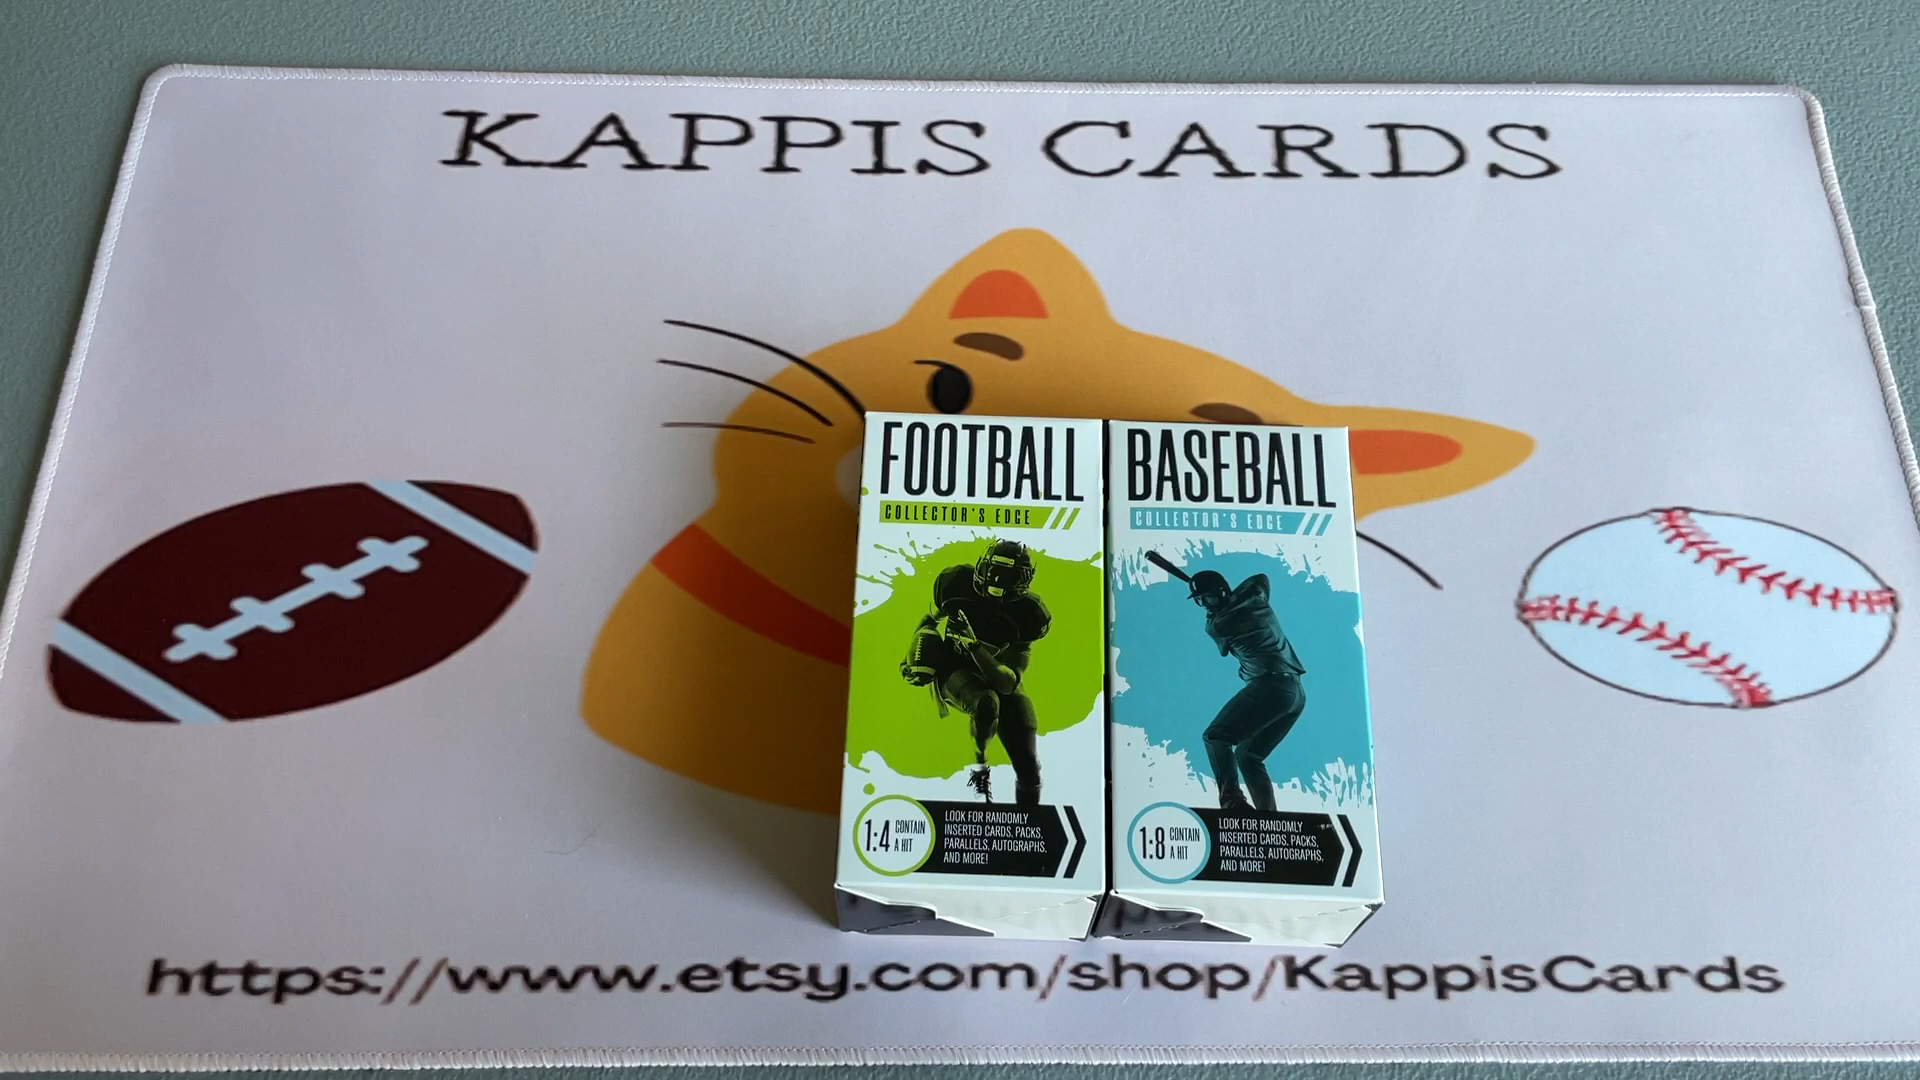 KAPPIS CARDS
FOOTBALL
COLLECTOR'S EDGE
1:4 CONTAIN
A HIT
LOOK FOR RANDOMLY
INSERTED CARDS, PACKS,
PARALLELS, AUTOGRAPHS,
AND MORE!
BASEBALL
COLLECTOR'S EDGE
1:8 CONTAIN
A HIT
LOOK FOR RANDOMLY
INSERTED CARDS, PACKS,
PARALLELS, AUTOGRAPHS,
AND MORE!
https://www.etsy.com/shop/KappisCards